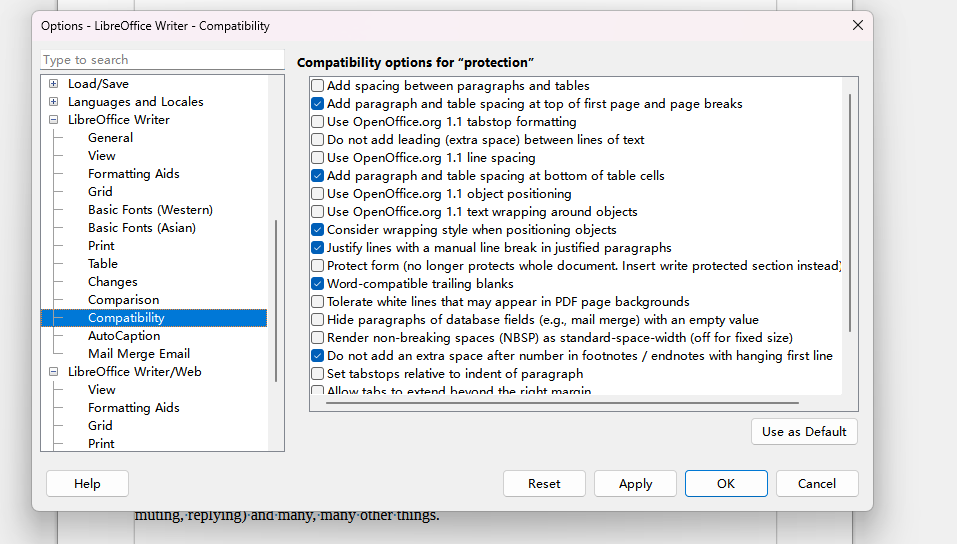 Options - LibreOffice Writer - Compatibility
Type to search
Load/Save
Languages and Locales
LibreOffice Writer
General
View
Formatting Aids
Grid
Basic Fonts (Western)
Basic Fonts (Asian)
Print
Table
Changes
Comparison
Compatibility
AutoCaption
Mail Merge Email
LibreOffice Writer/Web
View
Formatting Aids
Grid
Print
Compatibility options for “protection”
Add spacing between paragraphs and tables
Add paragraph and table spacing at top of first page and page breaks
Use OpenOffice.org 1.1 tabstop formatting
Do not add leading (extra space) between lines of text
Use OpenOffice.org 1.1 line spacing
Add paragraph and table spacing at bottom of table cells
Use OpenOffice.org 1.1 object positioning
Use OpenOffice.org 1.1 text wrapping around objects
Consider wrapping style when positioning objects
Justify lines with a manual line break in justified paragraphs
Protect form (no longer protects whole document. Insert write protected section instead)
Word-compatible trailing blanks
Tolerate white lines that may appear in PDF page backgrounds
Hide paragraphs of database fields (e.g., mail merge) with an empty value
Render non-breaking spaces (NBSP) as standard-space-width (off for fixed size)
Do not add an extra space after number in footnotes / endnotes with hanging first line
Set tabstops relative to indent of paragraph
Allow tabs to extend beyond the right margin
Use as Default
Help
Reset
Apply
OK
Cancel
muting,·replying)·and·many,·many·other·things.